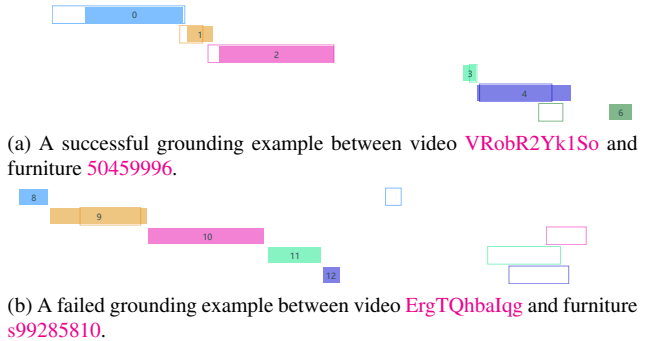 0
1
2
3
4
6
(a) A successful grounding example between video VRobR2Yk1So and
furniture 50459996.
8
9
10
11
12
(b) A failed grounding example between video ErgTQhbaIqg and furniture
s99285810.